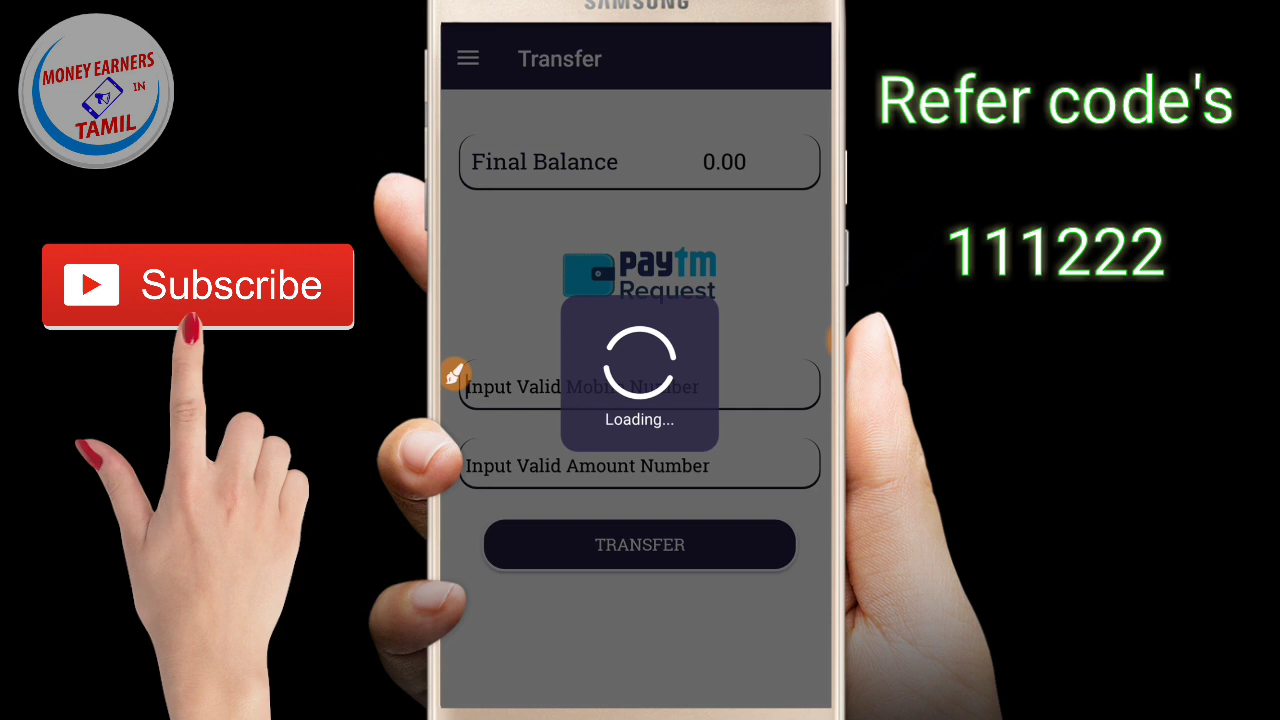 SAMSUNG
MONEY EARNERS
IN
TAMIL
Subscribe
Transfer
Final Balance 0.00
paytm
Request
Input Valid Mobile Number
Loading...
Input Valid Amount Number
TRANSFER
Refer code's
111222